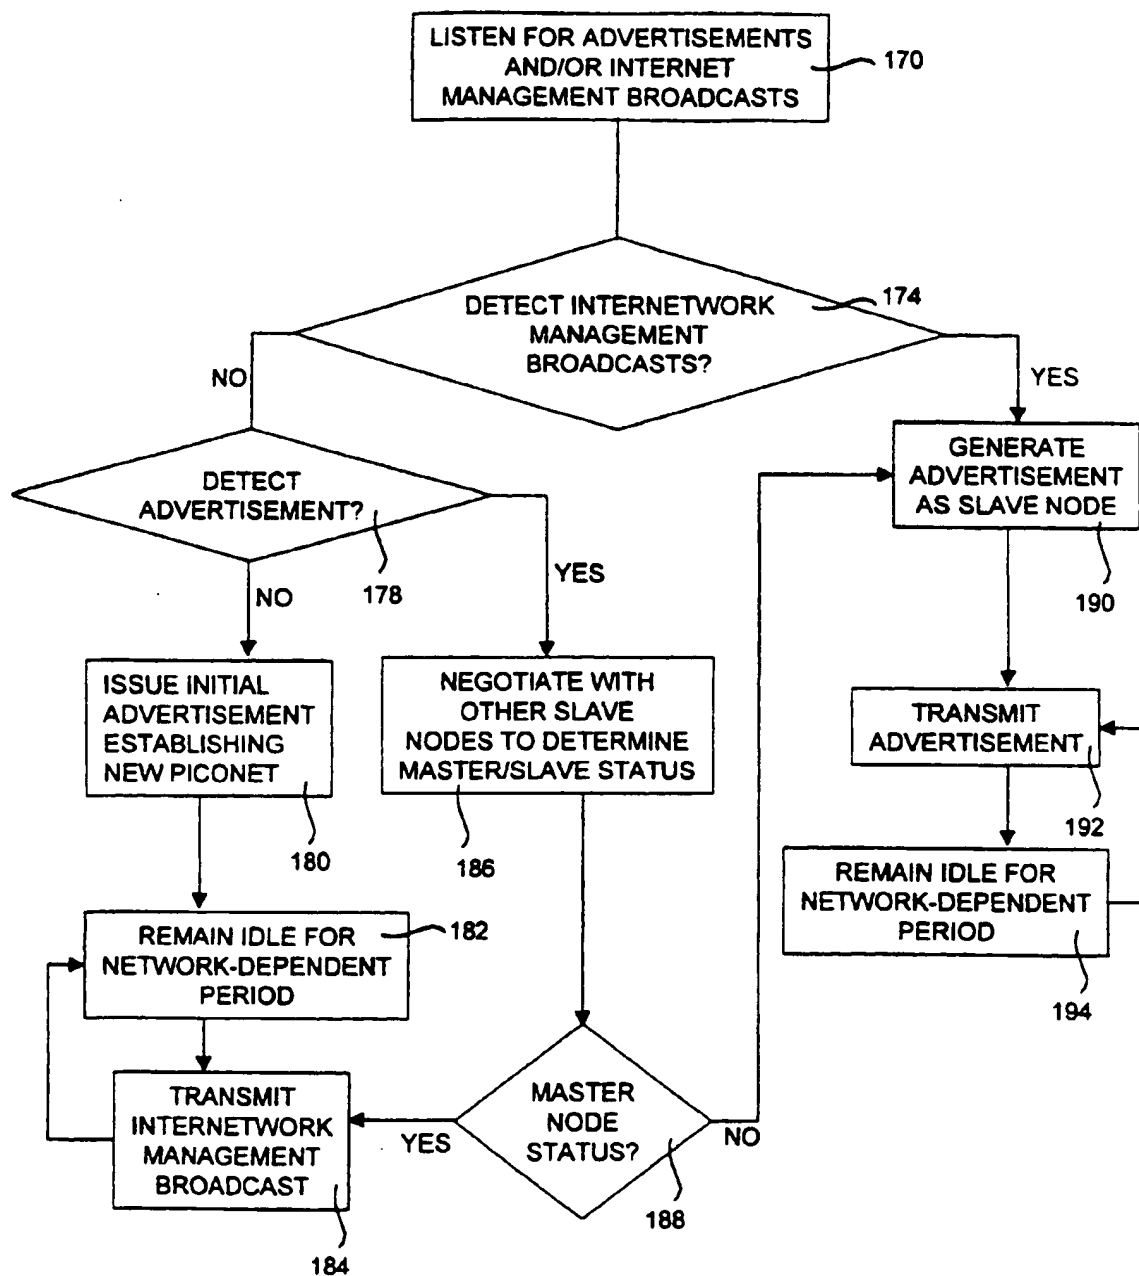 LISTEN FOR ADVERTISEMENTS
AND/OR INTERNET
MANAGEMENT BROADCASTS
170
DETECT INTERNETWORK
MANAGEMENT
BROADCASTS?
174
NO
YES
DETECT
ADVERTISEMENT?
178
GENERATE
ADVERTISEMENT
AS SLAVE NODE
190
NO
YES
ISSUE INITIAL
ADVERTISEMENT
ESTABLISHING
NEW PICONET
180
NEGOTIATE WITH
OTHER SLAVE
NODES TO DETERMINE
MASTER/SLAVE STATUS
186
TRANSMIT
ADVERTISEMENT
192
REMAIN IDLE FOR
NETWORK-DEPENDENT
PERIOD
194
REMAIN IDLE FOR
NETWORK-DEPENDENT
PERIOD
182
TRANSMIT
INTERNETWORK
MANAGEMENT
BROADCAST
184
YES
MASTER
NODE
STATUS?
188
NO